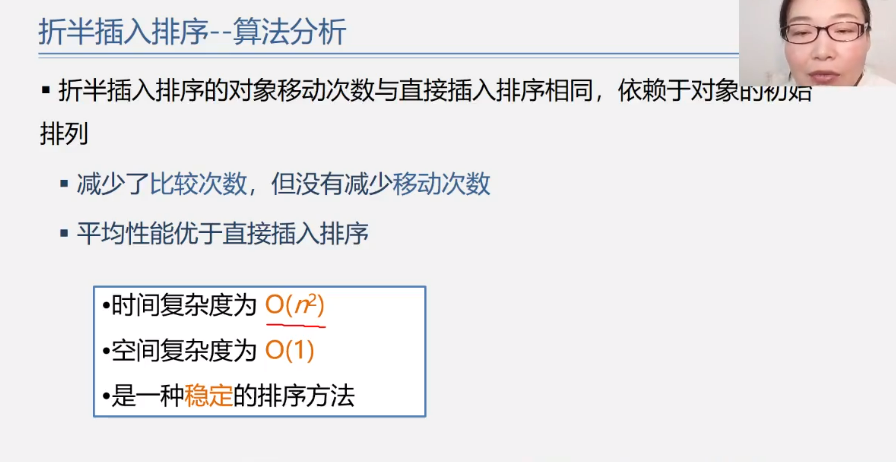 折半插入排序--算法分析
▪ 折半插入排序的对象移动次数与直接插入排序相同，依赖于对象的初始
排列
▪ 减少了比较次数，但没有减少移动次数
▪ 平均性能优于直接插入排序
•时间复杂度为 O(n²)
•空间复杂度为 O(1)
•是一种稳定的排序方法